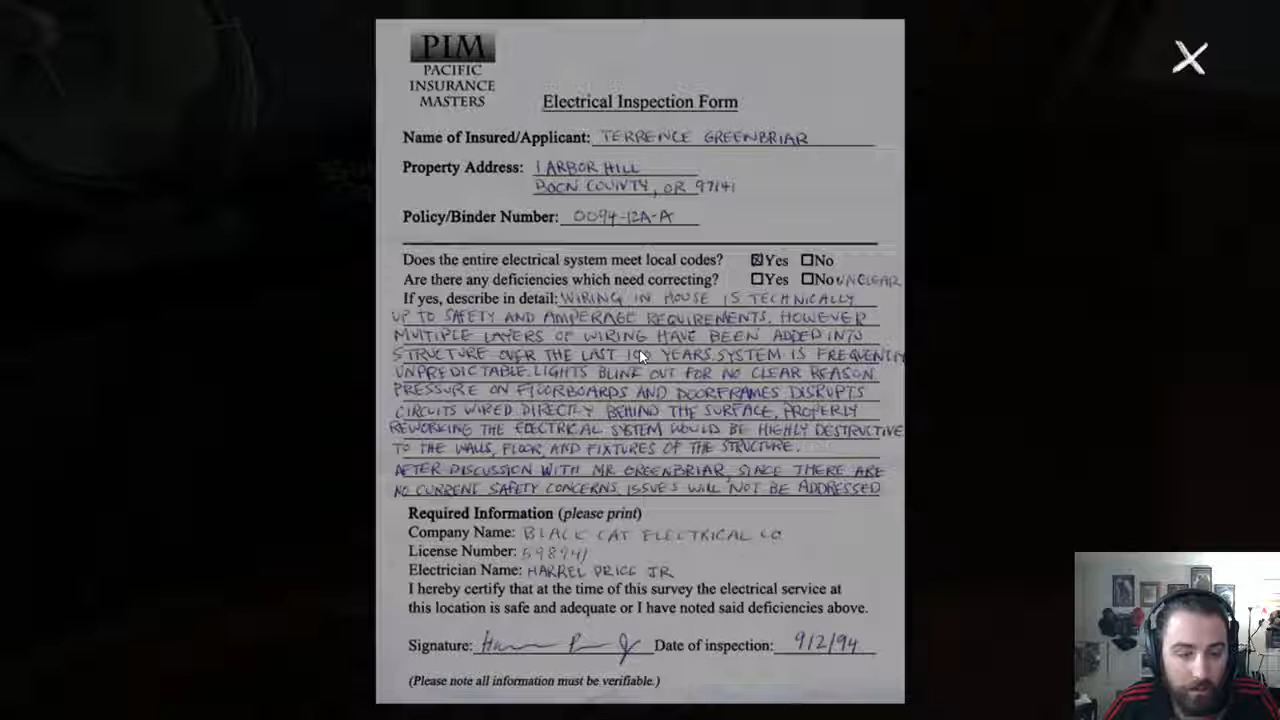 PIM
PACIFIC
INSURANCE
MASTERS
Electrical Inspection Form
Name of Insured/Applicant: TERRENCE GREENBRIAR
Property Address: 1 ARBOR HILL
BOON COUNTY, OR 97141
Policy/Binder Number: 0094-12A-A
Does the entire electrical system meet local codes? ☒Yes ☐No
Are there any deficiencies which need correcting? ☐Yes ☐No UNCLEAR
If yes, describe in detail: WIRING IN HOUSE IS TECHNICALLY
UP TO SAFETY AND AMPERAGE REQUIREMENTS. HOWEVER
MULTIPLE LAYERS OF WIRING HAVE BEEN ADDED INTO
STRUCTURE OVER THE LAST 100 YEARS. SYSTEM IS FREQUENTLY
UNPREDICTABLE. LIGHTS BLINK OUT FOR NO CLEAR REASON.
PRESSURE ON FLOORBOARDS AND DOORFRAMES DISRUPTS
CIRCUITS WIRED DIRECTLY BEHIND THE SURFACE. PROPERLY
REWORKING THE ELECTRICAL SYSTEM WOULD BE HIGHLY DESTRUCTIVE
TO THE WALLS, FLOOR, AND FIXTURES OF THE STRUCTURE.
AFTER DISCUSSION WITH MR GREENBRIAR, SINCE THERE ARE
NO CURRENT SAFETY CONCERNS, ISSUES WILL NOT BE ADDRESSED
Required Information (please print)
Company Name: BLACK CAT ELECTRICAL CO
License Number: 598941
Electrician Name: HARREL PRICE JR
I hereby certify that at the time of this survey the electrical service at
this location is safe and adequate or I have noted said deficiencies above.
Signature: Date of inspection: 9/2/94
(Please note all information must be verifiable.)